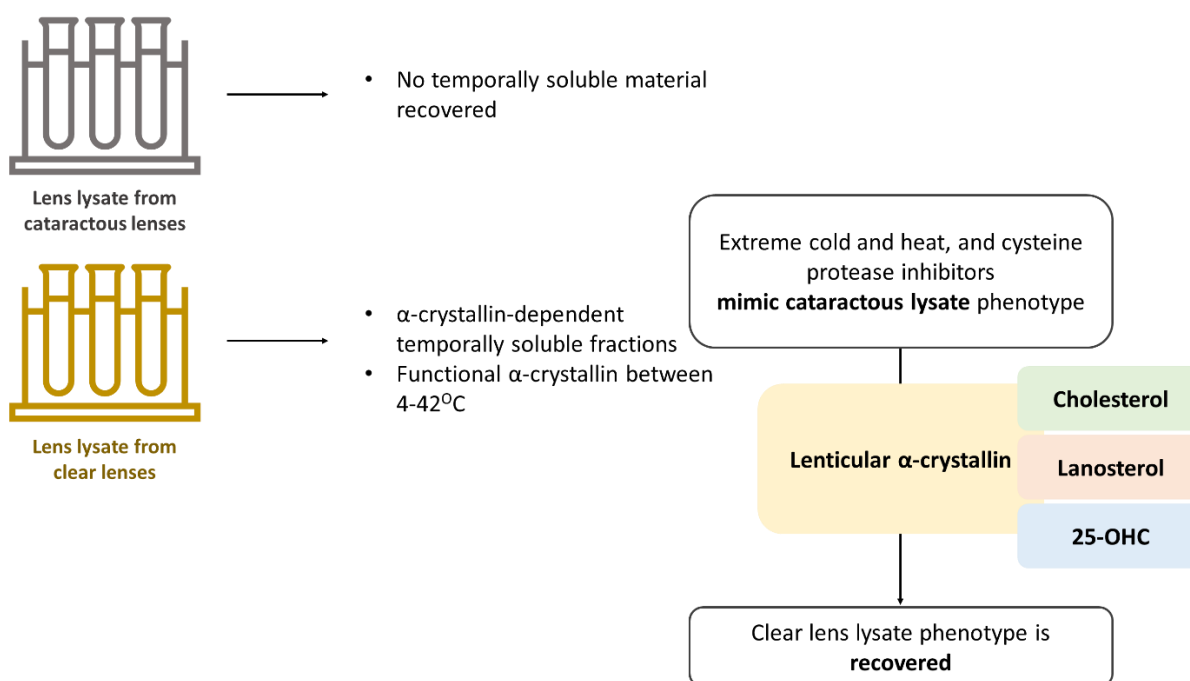 • No temporally soluble material
recovered
Lens lysate from
cataractous lenses
• α-crystallin-dependent
temporally soluble fractions
• Functional α-crystallin between
4-42⁰C
Lens lysate from
clear lenses
Extreme cold and heat, and cysteine
protease inhibitors
mimic cataractous lysate phenotype
Lenticular α-crystallin
Cholesterol
Lanosterol
25-OHC
Clear lens lysate phenotype is
recovered